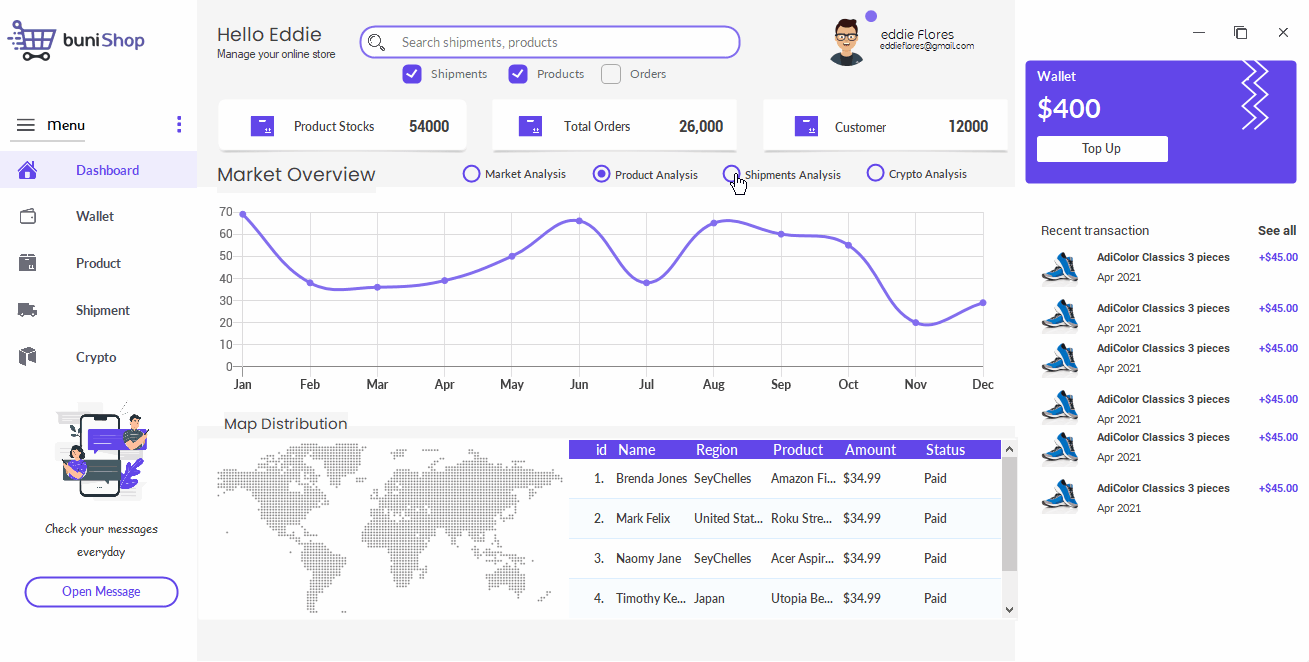 buniShop
Menu
Dashboard
Wallet
Product
Shipment
Crypto
Check your messages
everyday
Open Message
Hello Eddie
Manage your online store
Search shipments, products
Shipments
Products
Orders
eddie Flores
eddieflores@gmail.com
Product Stocks 54000
Total Orders 26,000
Customer 12000
Market Overview
Market Analysis
Product Analysis
Shipments Analysis
Crypto Analysis
70
60
50
40
30
20
10
0
Jan Feb Mar Apr May Jun Jul Aug Sep Oct Nov Dec
Map Distribution
id Name Region Product Amount Status
1. Brenda Jones SeyChelles Amazon Fi... $34.99 Paid
2. Mark Felix United Stat... Roku Stre... $34.99 Paid
3. Naomy Jane SeyChelles Acer Aspir... $34.99 Paid
4. Timothy Ke... Japan Utopia Be... $34.99 Paid
Wallet
$400
Top Up
Recent transaction See all
AdiColor Classics 3 pieces +$45.00
Apr 2021
AdiColor Classics 3 pieces +$45.00
Apr 2021
AdiColor Classics 3 pieces +$45.00
Apr 2021
AdiColor Classics 3 pieces +$45.00
Apr 2021
AdiColor Classics 3 pieces +$45.00
Apr 2021
AdiColor Classics 3 pieces +$45.00
Apr 2021